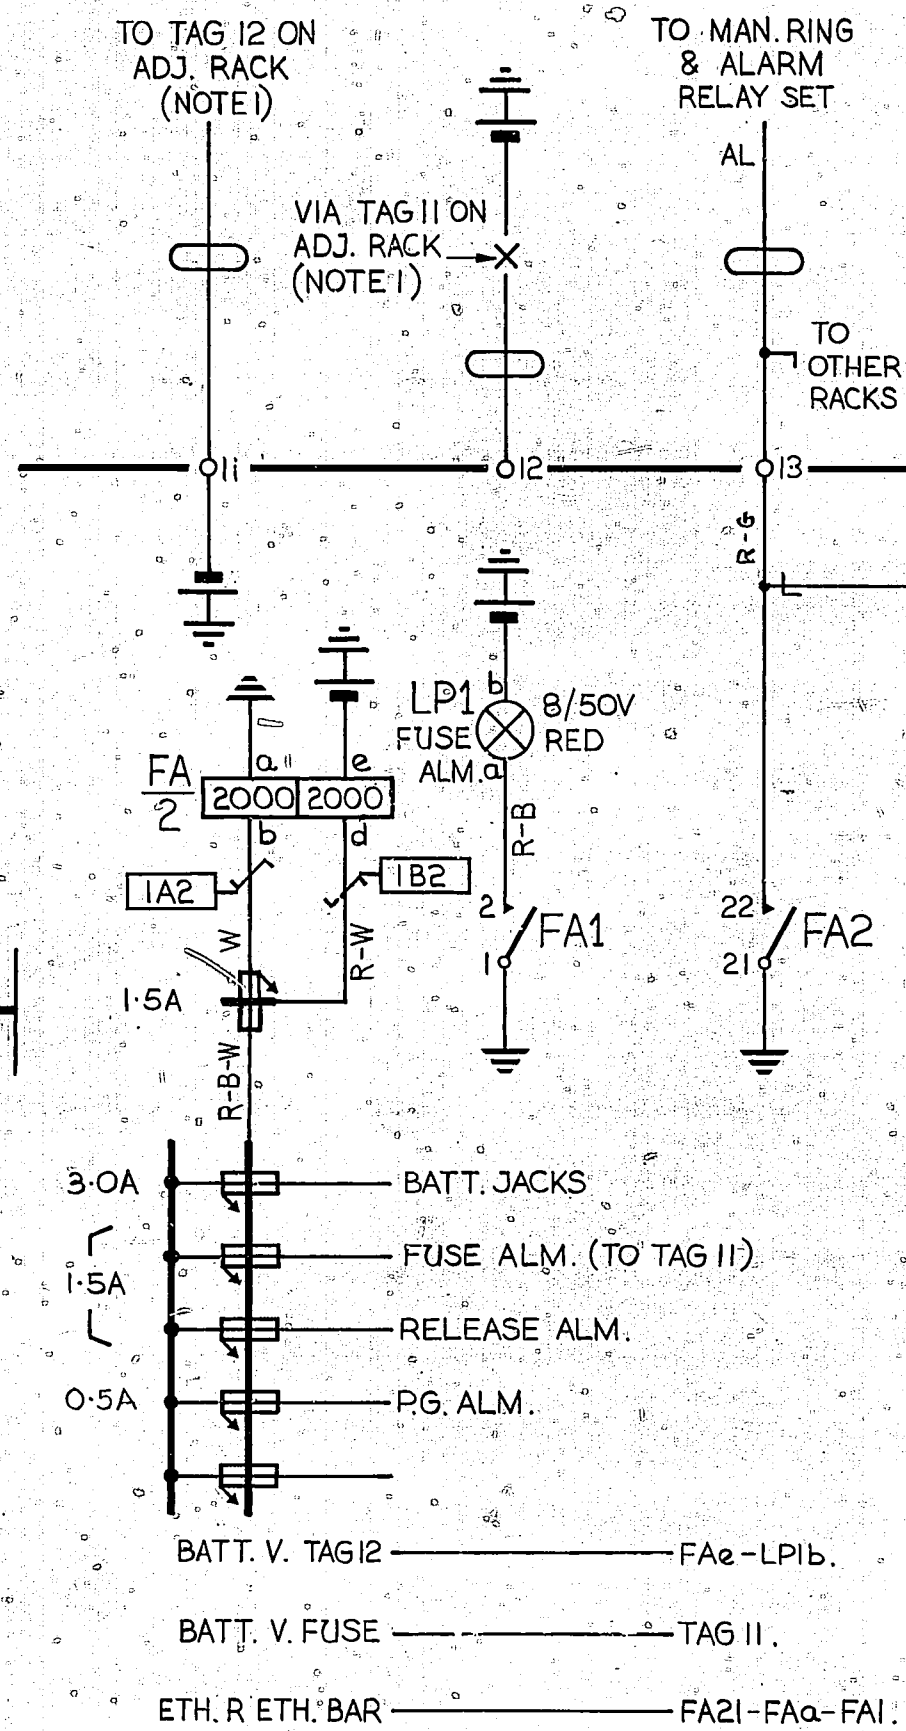 TO TAG 12 ON
ADJ. RACK
(NOTE 1)
TO MAN. RING
& ALARM
RELAY SET
AL
VIA TAG 11 ON
ADJ. RACK
(NOTE 1)
TO
OTHER
RACKS
11
12
13
R-G
b
LP1
8/50V
FUSE
RED
ALM.
a
a
e
FA
2
2000
2000
b
d
R-B
1A2
1B2
2
FA1
1
22
FA2
21
W
R-W
1.5A
R-B-W
3.0A
BATT. JACKS
FUSE ALM. (TO TAG 11)
1.5A
RELEASE ALM.
0.5A
P.G. ALM.
BATT. V. TAG 12 FAe-LP1b.
BATT. V. FUSE TAG 11.
ETH. R ETH. BAR FA21-FAa-FA1.